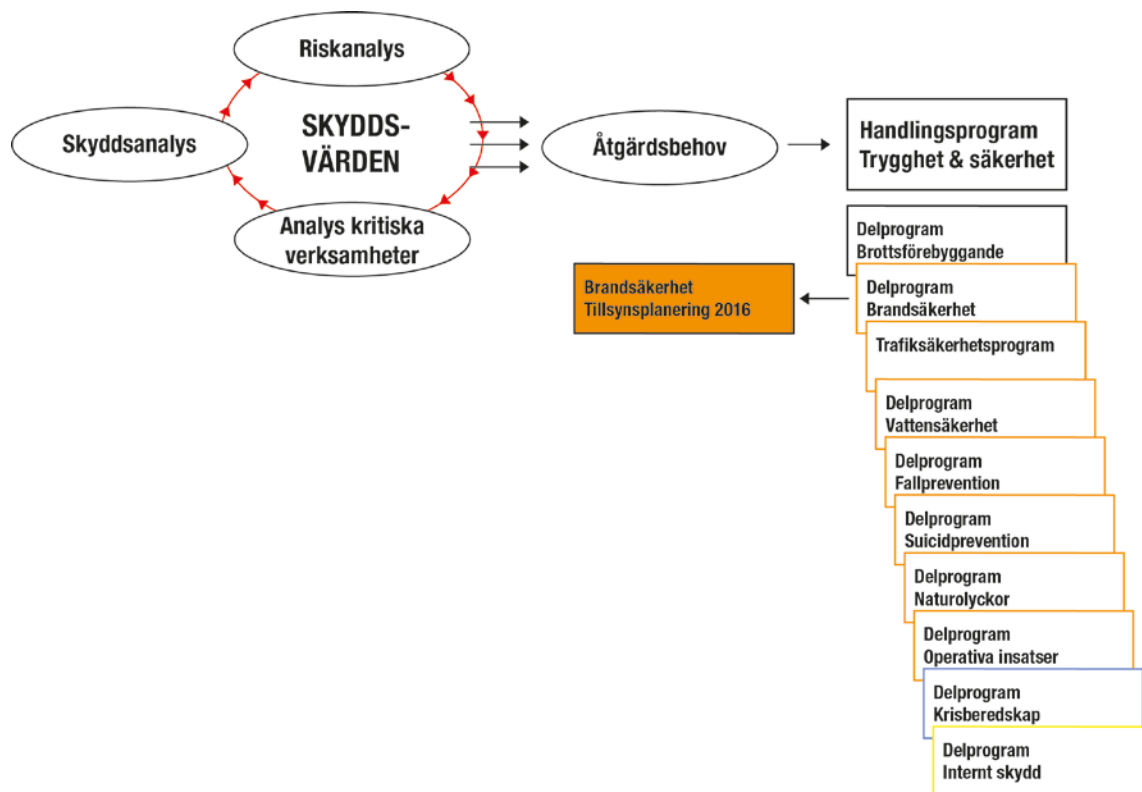 Riskanalys
Skyddsanalys
SKYDDS-
VÄRDEN
Analys kritiska
verksamheter
Åtgärdsbehov
Handlingsprogram
Trygghet & säkerhet
Delprogram
Brottsförebyggande
Brandsäkerhet
Tillsynsplanering 2016
Delprogram
Brandsäkerhet
Trafiksäkerhetsprogram
Delprogram
Vattensäkerhet
Delprogram
Fallprevention
Delprogram
Suicidprevention
Delprogram
Naturolyckor
Delprogram
Operativa insatser
Delprogram
Krisberedskap
Delprogram
Internt skydd